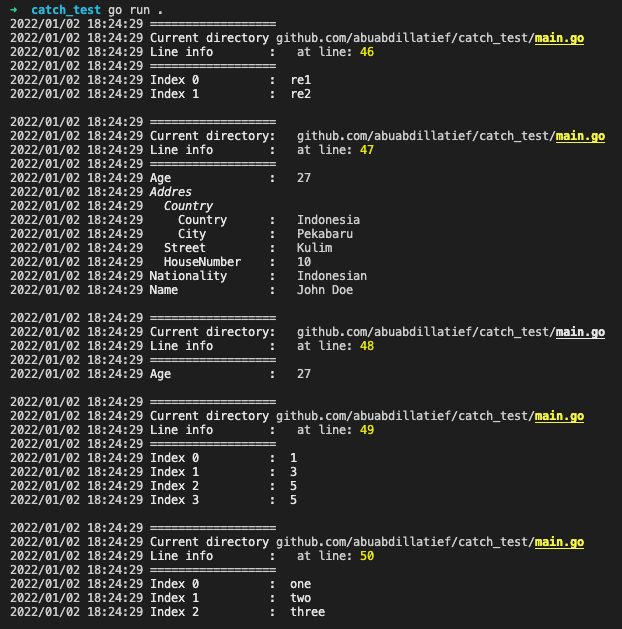 → catch_test go run .
2022/01/02 18:24:29 ==================
2022/01/02 18:24:29 Current directory github.com/abuabdillatief/catch_test/main.go
2022/01/02 18:24:29 Line info : at line: 46
2022/01/02 18:24:29 ==================
2022/01/02 18:24:29 Index 0 : re1
2022/01/02 18:24:29 Index 1 : re2
2022/01/02 18:24:29 ==================
2022/01/02 18:24:29 Current directory: github.com/abuabdillatief/catch_test/main.go
2022/01/02 18:24:29 Line info : at line: 47
2022/01/02 18:24:29 ==================
2022/01/02 18:24:29 Age : 27
2022/01/02 18:24:29 Addres
2022/01/02 18:24:29 Country
2022/01/02 18:24:29 Country : Indonesia
2022/01/02 18:24:29 City : Pekabaru
2022/01/02 18:24:29 Street : Kulim
2022/01/02 18:24:29 HouseNumber : 10
2022/01/02 18:24:29 Nationality : Indonesian
2022/01/02 18:24:29 Name : John Doe
2022/01/02 18:24:29 ==================
2022/01/02 18:24:29 Current directory: github.com/abuabdillatief/catch_test/main.go
2022/01/02 18:24:29 Line info : at line: 48
2022/01/02 18:24:29 ==================
2022/01/02 18:24:29 Age : 27
2022/01/02 18:24:29 ==================
2022/01/02 18:24:29 Current directory github.com/abuabdillatief/catch_test/main.go
2022/01/02 18:24:29 Line info : at line: 49
2022/01/02 18:24:29 ==================
2022/01/02 18:24:29 Index 0 : 1
2022/01/02 18:24:29 Index 1 : 3
2022/01/02 18:24:29 Index 2 : 5
2022/01/02 18:24:29 Index 3 : 5
2022/01/02 18:24:29 ==================
2022/01/02 18:24:29 Current directory github.com/abuabdillatief/catch_test/main.go
2022/01/02 18:24:29 Line info : at line: 50
2022/01/02 18:24:29 ==================
2022/01/02 18:24:29 Index 0 : one
2022/01/02 18:24:29 Index 1 : two
2022/01/02 18:24:29 Index 2 : three